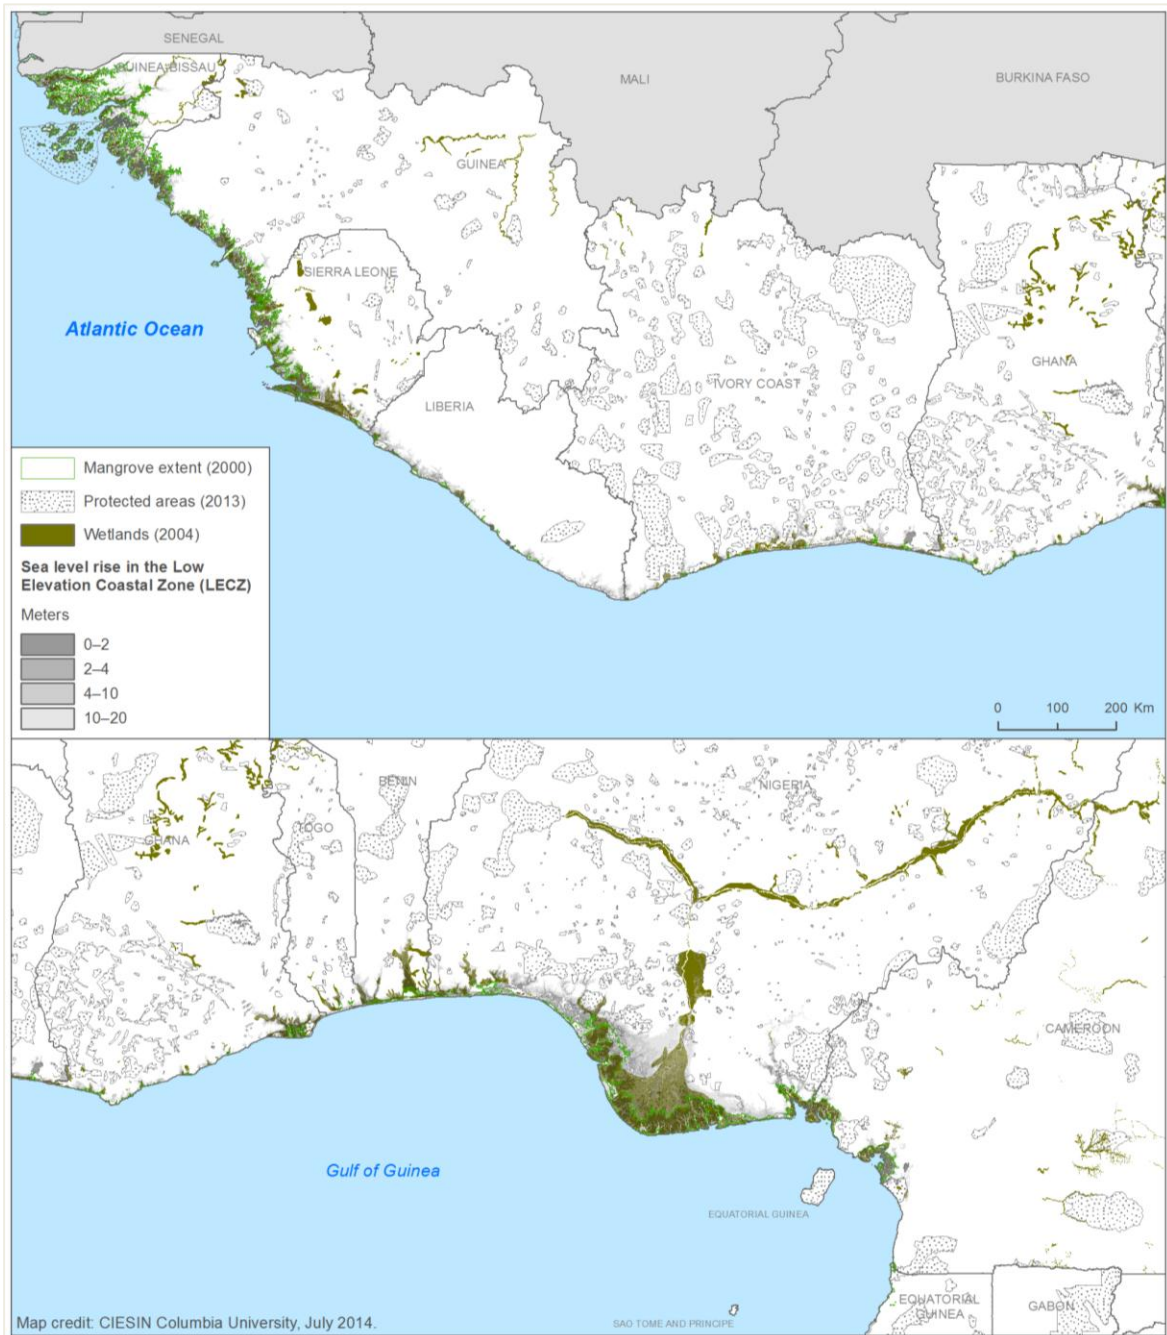 SENEGAL
GUINEA-BISSAU
MALI
BURKINA FASO
GUINEA
SIERRA LEONE
Atlantic Ocean
GHANA
IVORY COAST
LIBERIA
Mangrove extent (2000)
Protected areas (2013)
Wetlands (2004)
Sea level rise in the Low
Elevation Coastal Zone (LECZ)
Meters
0–2
2–4
4–10
10–20
0 100 200 Km
BENIN
NIGERIA
TOGO
GHANA
CAMEROON
Gulf of Guinea
EQUATORIAL GUINEA
EQUATORIAL
GUINEA
GABON
Map credit: CIESIN Columbia University, July 2014.
SAO TOME AND PRINCIPE